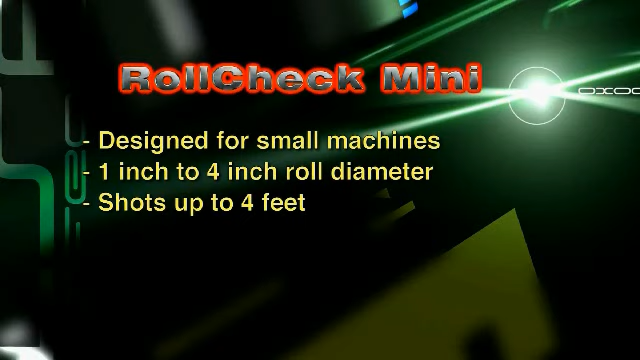 RollCheck Mini
- Designed for small machines
- 1 inch to 4 inch roll diameter
- Shots up to 4 feet